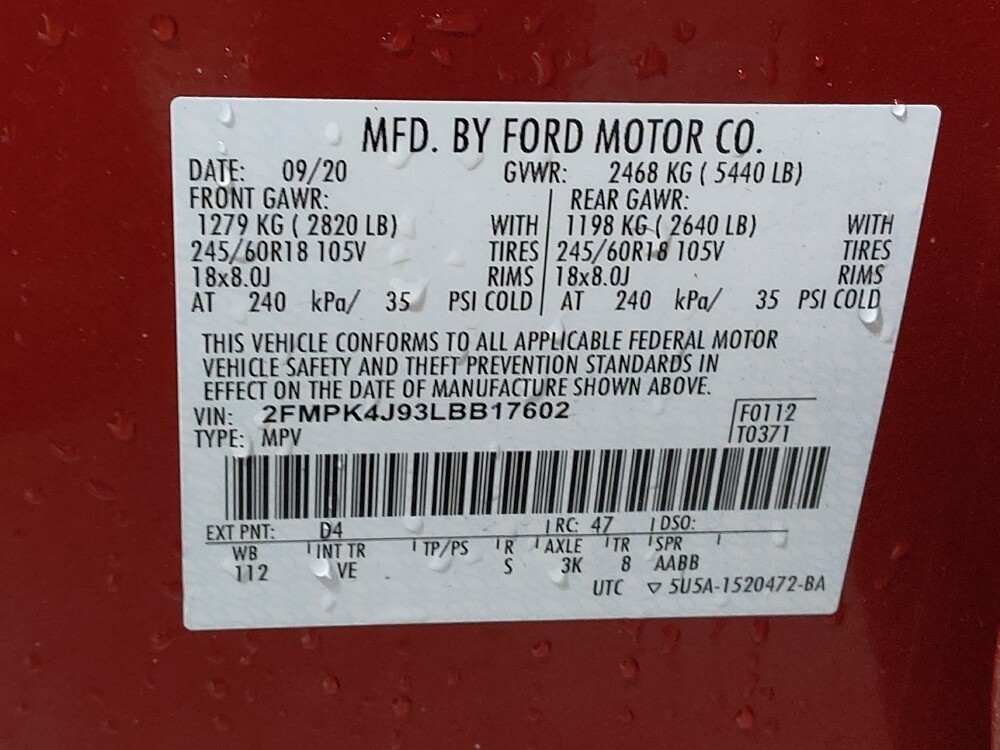 MFD. BY FORD MOTOR CO.
DATE: 09/20 GVWR: 2468 KG ( 5440 LB)
FRONT GAWR: REAR GAWR:
1279 KG ( 2820 LB) WITH 1198 KG ( 2640 LB) WITH
245/60R18 105V TIRES 245/60R18 105V TIRES
18x8.0J RIMS 18x8.0J RIMS
AT 240 kPa/ 35 PSI COLD AT 240 kPa/ 35 PSI COLD
THIS VEHICLE CONFORMS TO ALL APPLICABLE FEDERAL MOTOR
VEHICLE SAFETY AND THEFT PREVENTION STANDARDS IN
EFFECT ON THE DATE OF MANUFACTURE SHOWN ABOVE.
VIN: 2FMPK4J93LBB17602 F0112
TYPE: MPV T0371
EXT PNT: D4 RC: 47 DSO:
WB INT TR TP/PS R AXLE TR SPR
112 VE S 3K 8 AABB
UTC ▽ 5U5A-1520472-BA